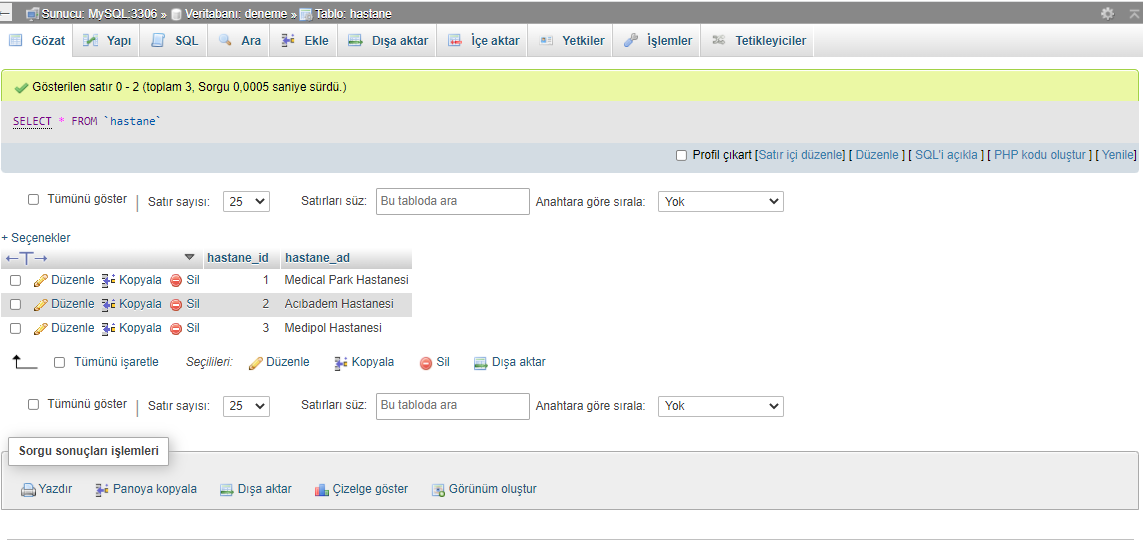 Sunucu: MySQL:3306 » Veritabanı: deneme » Tablo: hastane
Gözat Yapı SQL Ara Ekle Dışa aktar İçe aktar Yetkiler İşlemler Tetikleyiciler
Gösterilen satır 0 - 2 (toplam 3, Sorgu 0,0005 saniye sürdü.)
SELECT * FROM `hastane`
Profil çıkart [Satır içi düzenle] [ Düzenle ] [ SQL'i açıkla ] [ PHP kodu oluştur ] [ Yenile]
Tümünü göster | Satır sayısı: 25 Satırları süz: Bu tabloda ara Anahtara göre sırala: Yok
+ Seçenekler
←T→ hastane_id hastane_ad
Düzenle Kopyala Sil 1 Medical Park Hastanesi
Düzenle Kopyala Sil 2 Acıbadem Hastanesi
Düzenle Kopyala Sil 3 Medipol Hastanesi
Tümünü işaretle Seçilileri: Düzenle Kopyala Sil Dışa aktar
Tümünü göster | Satır sayısı: 25 Satırları süz: Bu tabloda ara Anahtara göre sırala: Yok
Sorgu sonuçları işlemleri
Yazdır Panoya kopyala Dışa aktar Çizelge göster Görünüm oluştur